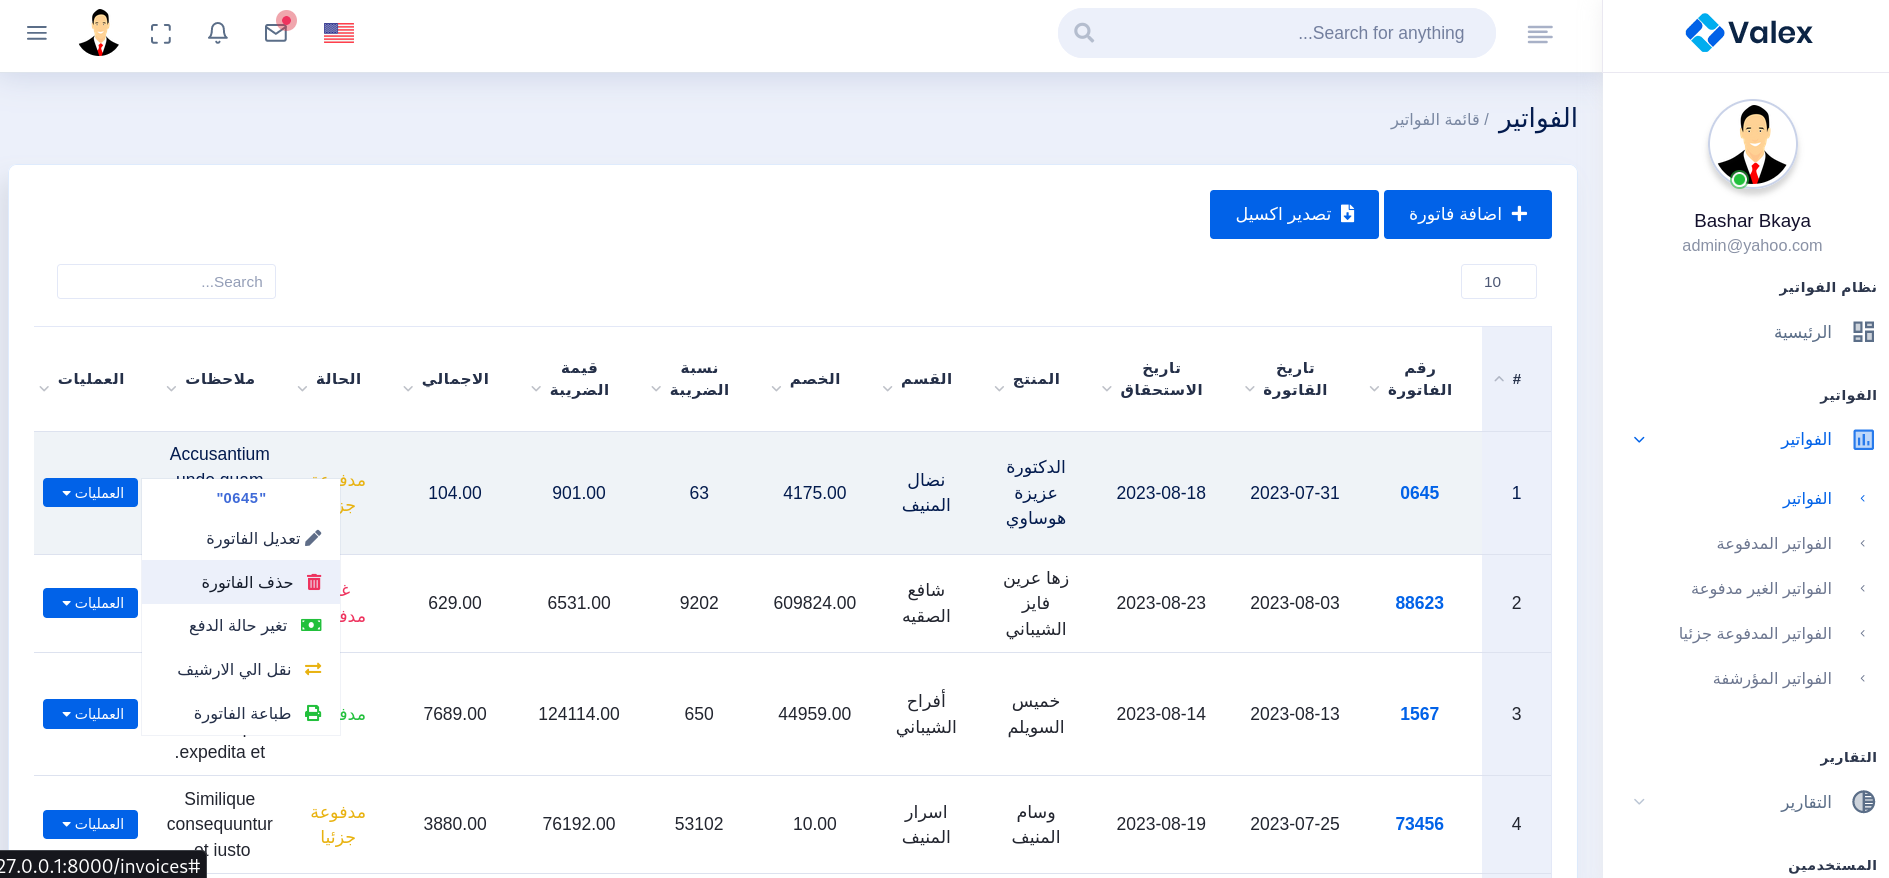 Search for anything...
Valex
الفواتير / قائمة الفواتير
Bashar Bkaya
admin@yahoo.com
نظام الفواتير
الرئيسية
الفواتير
الفواتير
الفواتير
الفواتير المدفوعة
الفواتير الغير مدفوعة
الفواتير المدفوعة جزئيا
الفواتير المؤرشفة
التقارير
التقارير
المستخدمين
اضافة فاتورة
تصدير اكسيل
10
Search...
# رقم الفاتورة تاريخ القاتورة تاريخ الاستحقاق المنتج القسم الخصم نسبة الضريبة قيمة الضريبة الاجمالي الحالة ملاحظات العمليات
1 0645 2023-07-31 2023-08-18 الدكتورة عزيزة هوساوي نضال المنيف 4175.00 63 901.00 104.00 مدفوعة Accusantium العمليات
2 88623 2023-08-03 2023-08-23 زها عرين فايز الشيباني شافع الصقيه 609824.00 9202 6531.00 629.00 العمليات
3 1567 2023-08-13 2023-08-14 خميس السويلم أفراح الشيباني 44959.00 650 124114.00 7689.00 expedita et. العمليات
4 73456 2023-07-25 2023-08-19 وسام المنيف اسرار المنيف 10.00 53102 76192.00 3880.00 مدفوعة جزئيا Similique consequuntur et iusto العمليات
"0645"
تعديل الفاتورة
حذف الفاتورة
تغير حالة الدفع
نقل الي الارشيف
طباعة الفاتورة
27.0.0.1:8000/invoices#